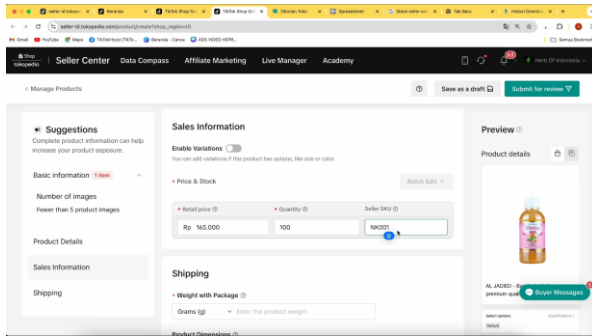 seller-id.tokopedia.com/product/create?shop_region=ID
Gmail YouTube Maps
Beranda - Canva
Shop
tokopedia
Seller Center Data Compass Affiliate Marketing Live Manager Academy
Herb Of Indonesia
< Manage Products
Save as a draft
Submit for review
Suggestions
Complete product information can help
increase your product exposure.
Basic information 1 item
Number of images
Fewer than 5 product images
Product Details
Sales Information
Shipping
Sales Information
Enable Variations
You can add variations if this product has options, like size or color.
* Price & Stock
Batch Edit
* Retail price
* Quantity
Seller SKU
Rp 165.000
100
NK001
Shipping
* Weight with Package
Grams (g)
Enter the product weight
Product Dimensions
Preview
Product details
AL JADIED -
premium
Buyer Messages
Select options
Specifications
Default